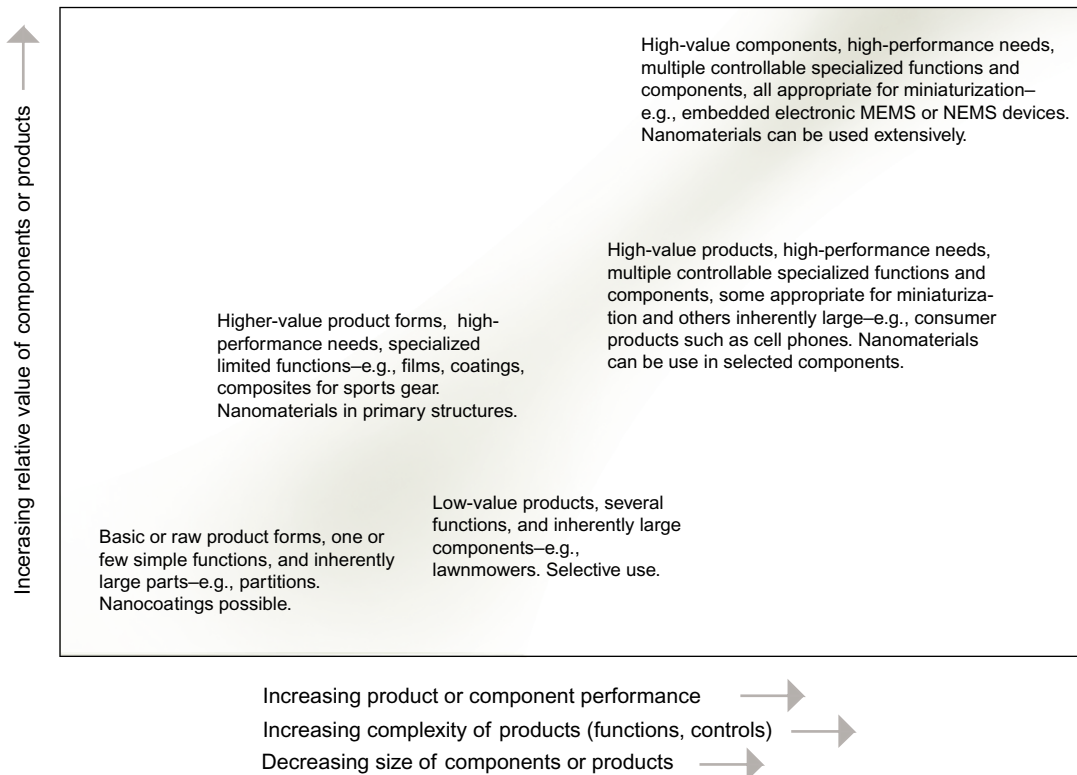 Incerasing relative value of components or products
High-value components, high-performance needs,
multiple controllable specialized functions and
components, all appropriate for miniaturization–
e.g., embedded electronic MEMS or NEMS devices.
Nanomaterials can be used extensively.
High-value products, high-performance needs,
multiple controllable specialized functions and
components, some appropriate for miniaturiza-
tion and others inherently large–e.g., consumer
products such as cell phones. Nanomaterials
can be use in selected components.
Higher-value product forms, high-
performance needs, specialized
limited functions–e.g., films, coatings,
composites for sports gear.
Nanomaterials in primary structures.
Low-value products, several
functions, and inherently large
components–e.g.,
lawnmowers. Selective use.
Basic or raw product forms, one or
few simple functions, and inherently
large parts–e.g., partitions.
Nanocoatings possible.
Increasing product or component performance
Increasing complexity of products (functions, controls)
Decreasing size of components or products